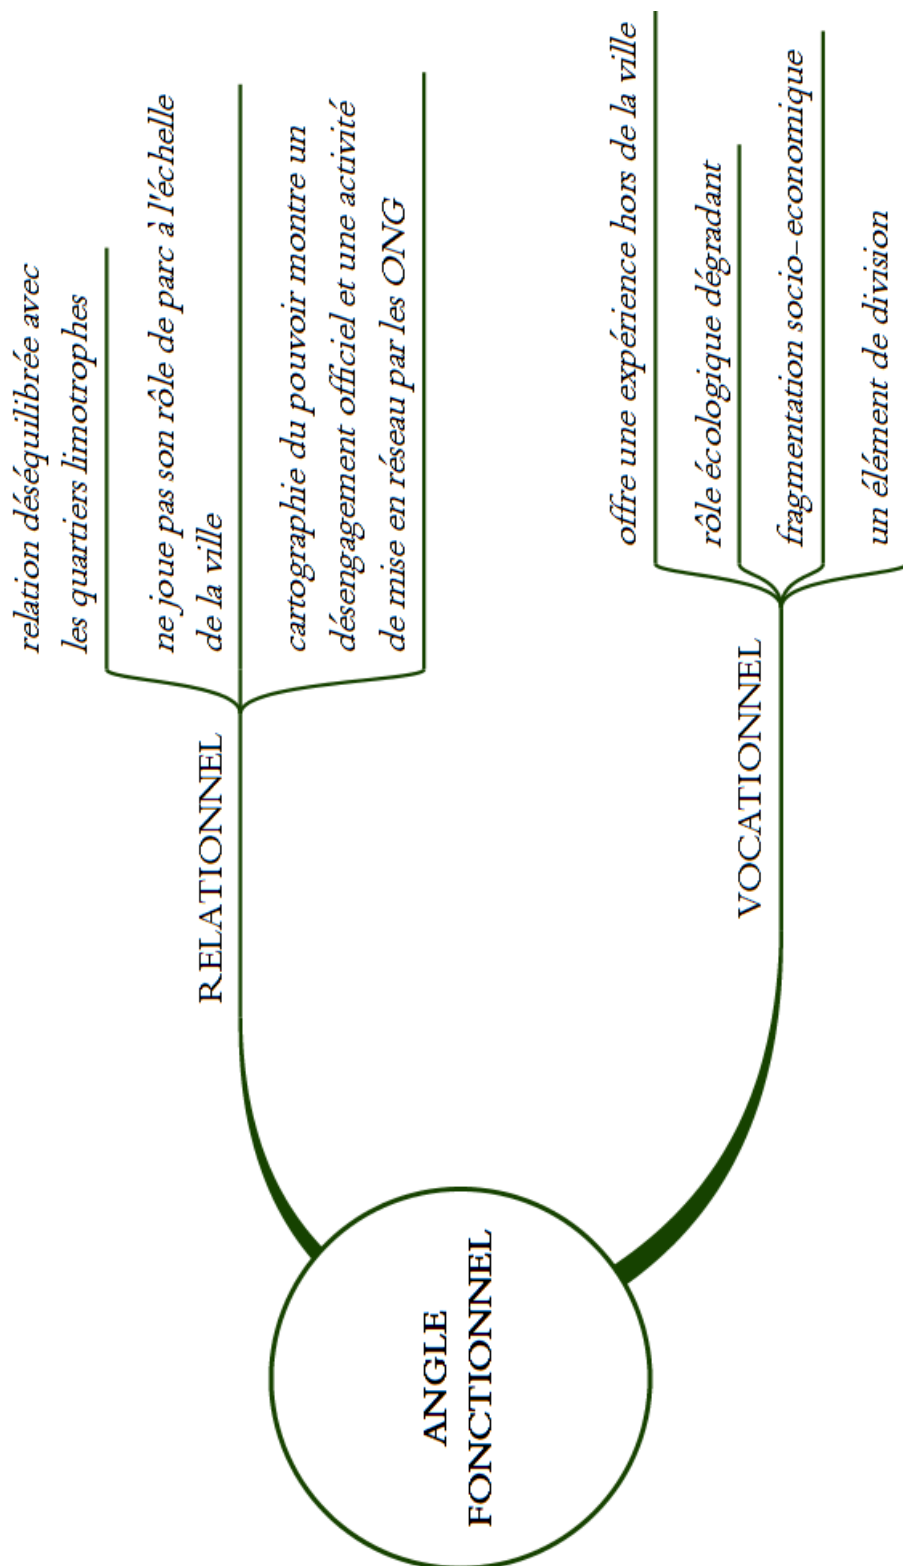 ANGLE
FONCTIONNEL
RELATIONNEL
relation déséquilibrée avec
les quartiers limotrophes
ne joue pas son rôle de parc à l'échelle
de la ville
cartographie du pouvoir montre un
désengagement officiel et une activité
de mise en réseau par les ONG
VOCATIONNEL
offre une expérience hors de la ville
rôle écologique dégradant
fragmentation socio-economique
un élément de division